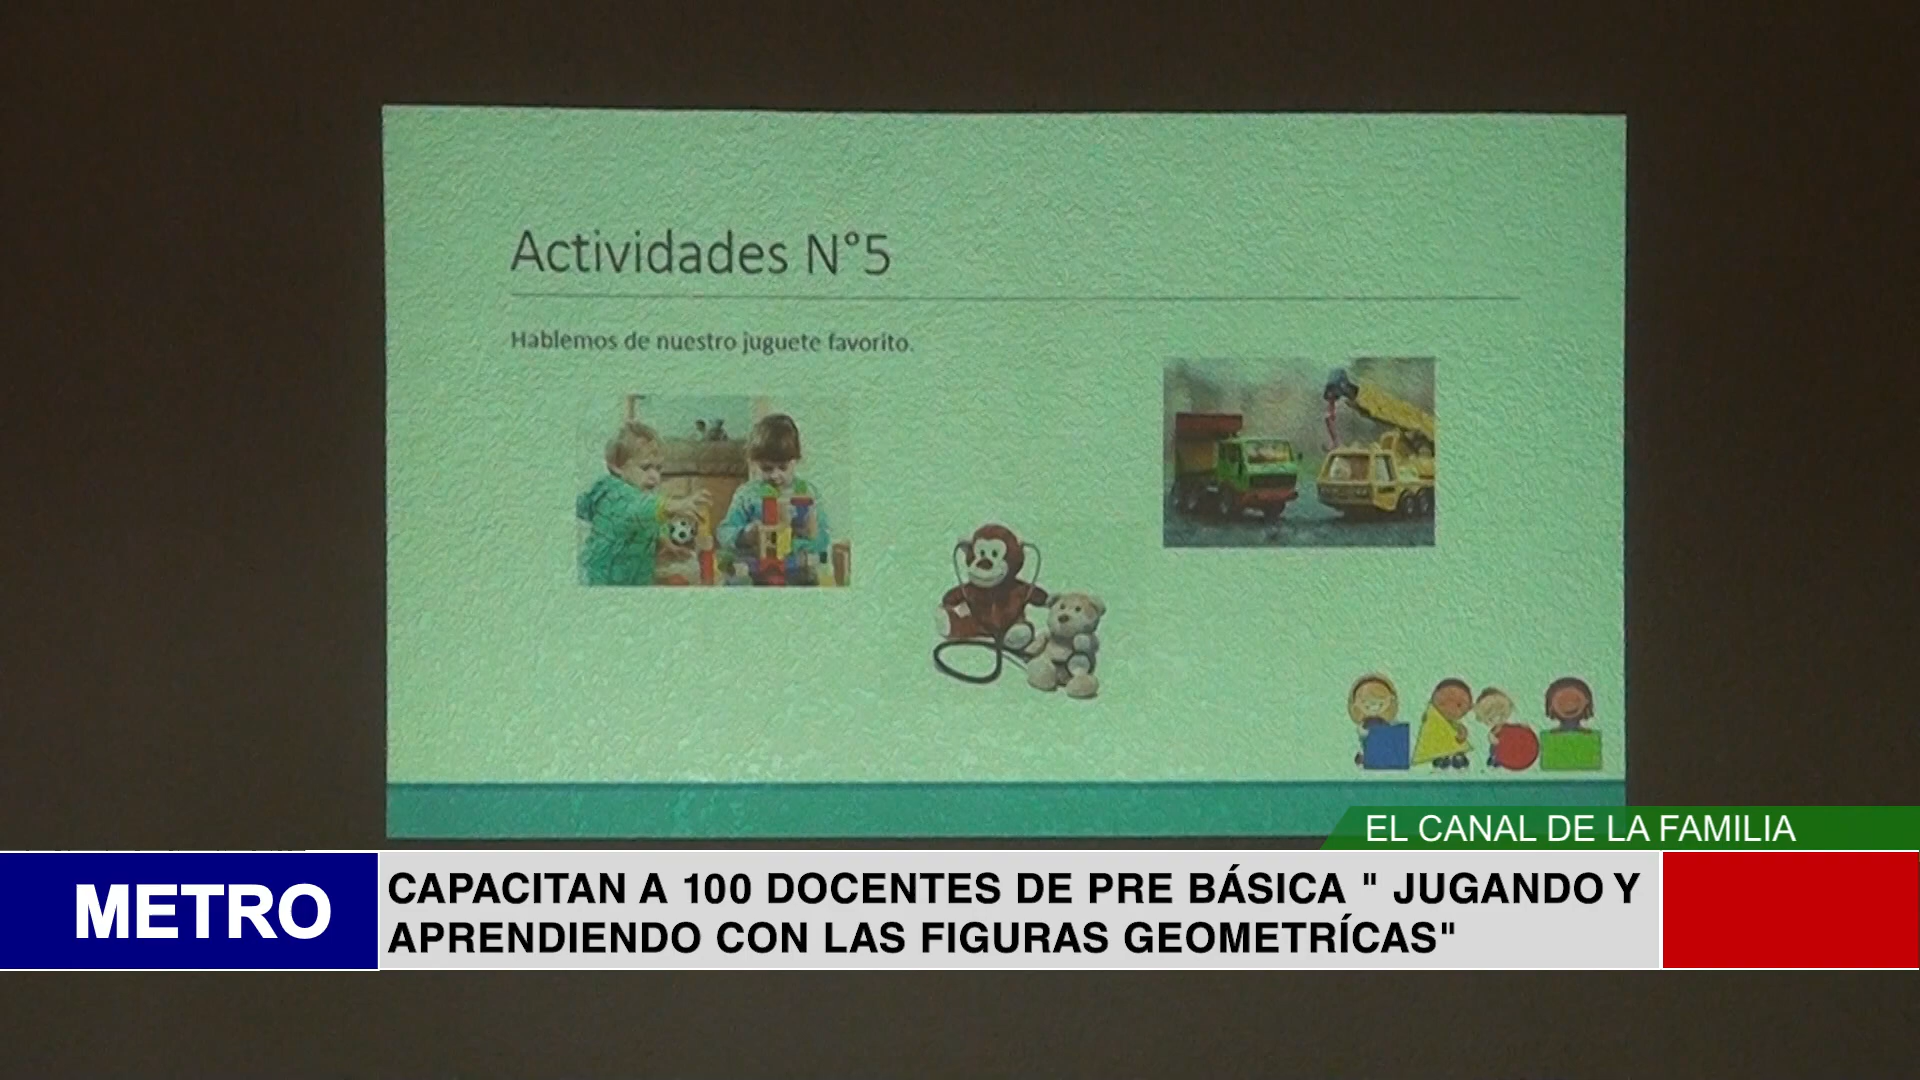 Actividades N°5
Hablemos de nuestro juguete favorito.
EL CANAL DE LA FAMILIA
METRO
CAPACITAN A 100 DOCENTES DE PRE BÁSICA " JUGANDO Y
APRENDIENDO CON LAS FIGURAS GEOMETRÍCAS"